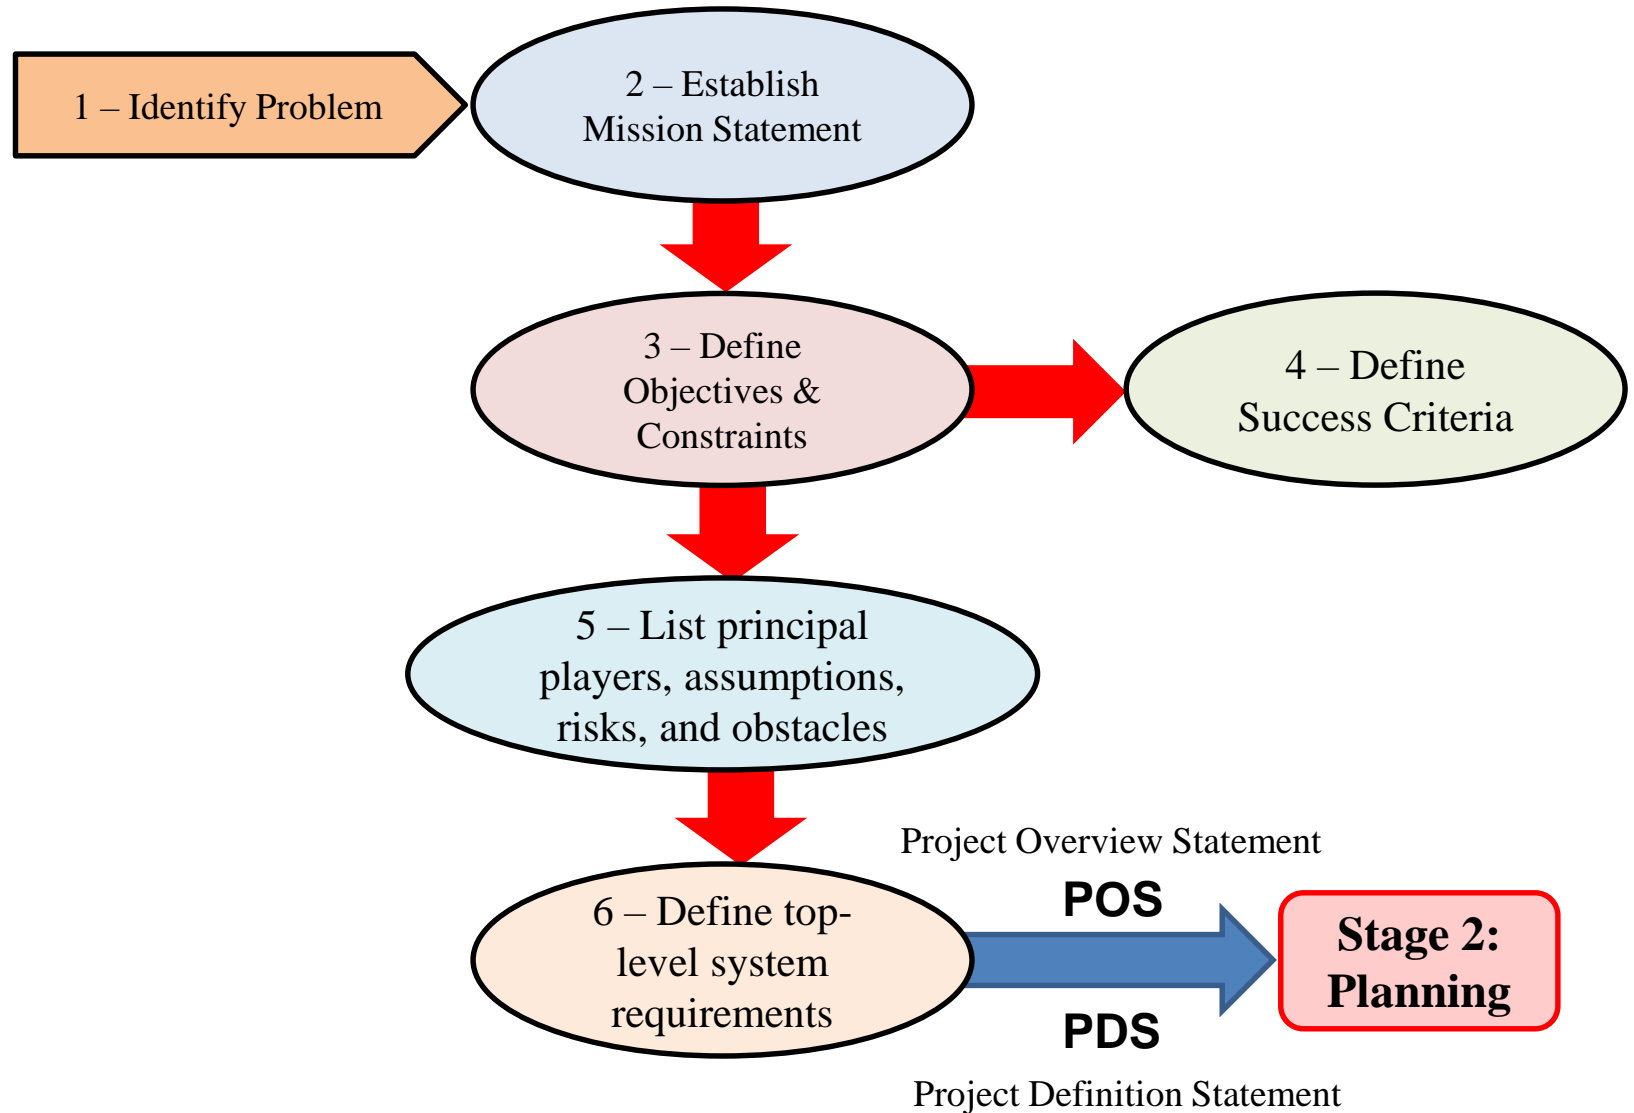 1 – Identify Problem
2 – Establish
Mission Statement
3 – Define
Objectives &
Constraints
4 – Define
Success Criteria
5 – List principal
players, assumptions,
risks, and obstacles
6 – Define top-
level system
requirements
Project Overview Statement
POS
PDS
Project Definition Statement
Stage 2:
Planning